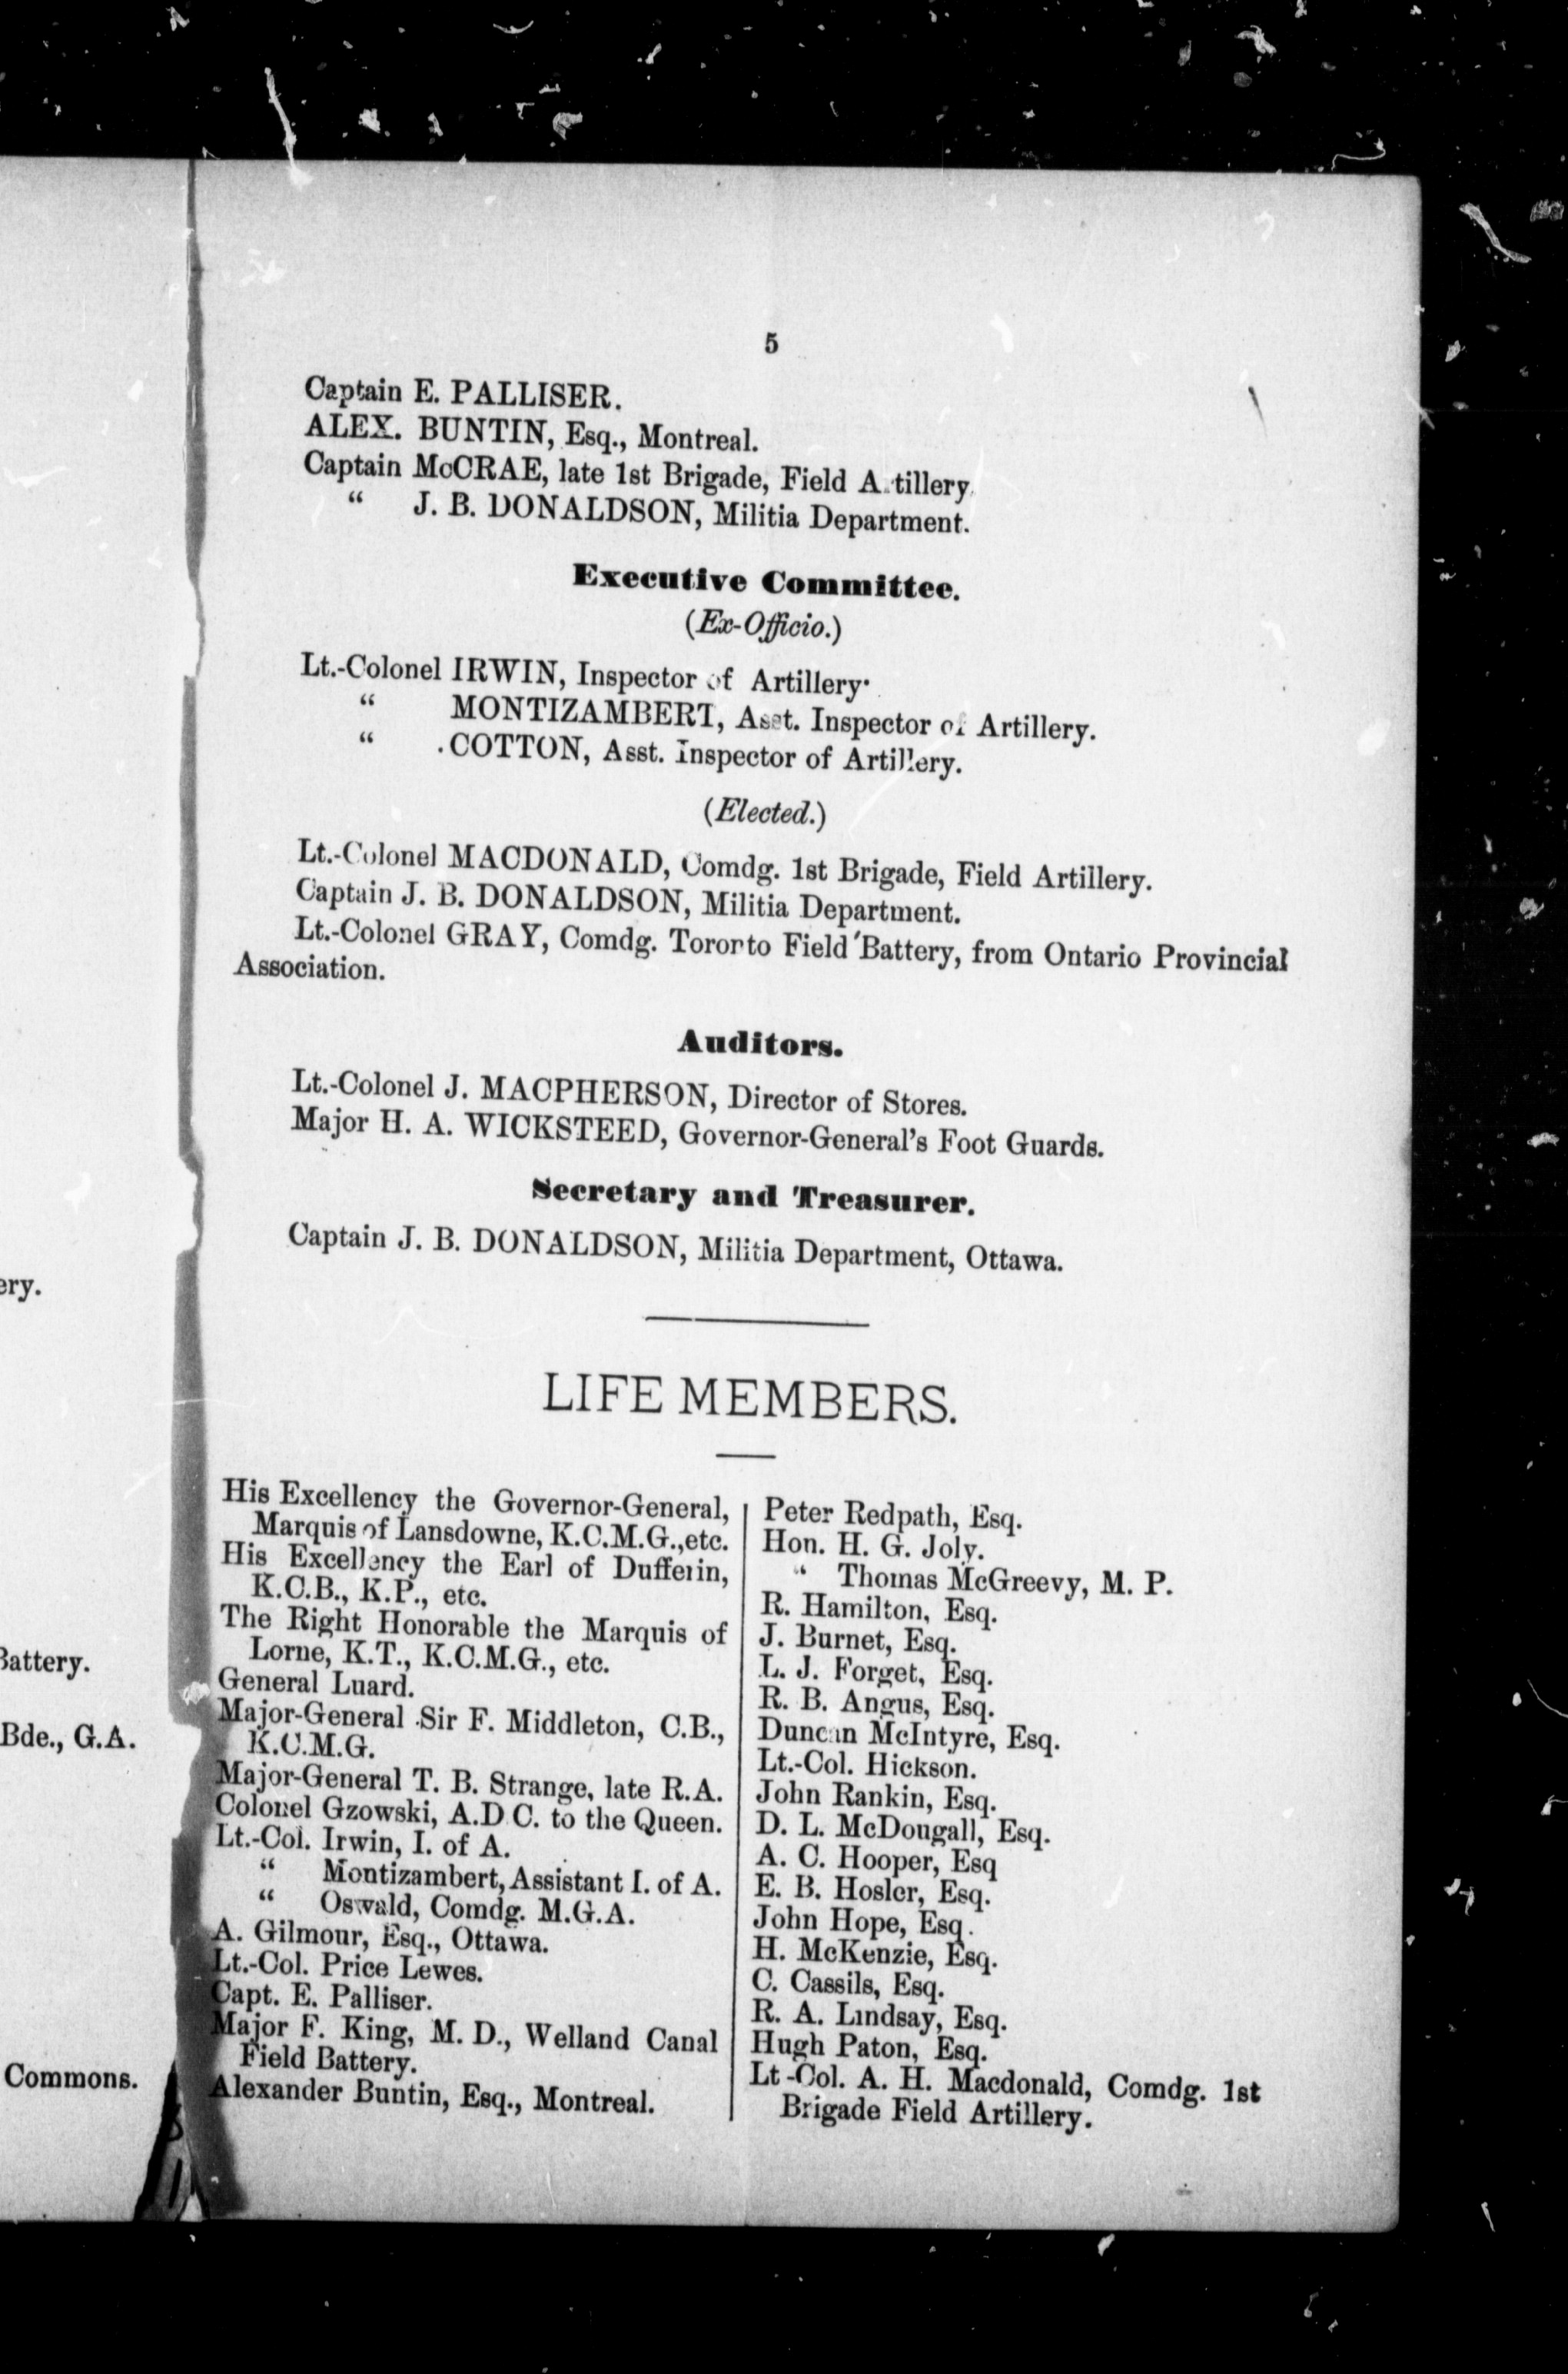 5
Captain E. PALLISER.
ALEX. BUNTIN, Esq., Montreal.
Captain McCRAE, late 1st Brigade, Field A.tillery.
“ J. B. DONALDSON, Militia Department.
Executive Committee.
(Ex-Officio.)
Lt.-Colonel IRWIN, Inspector of Artillery.
“ MONTIZAMBERT, Asst. Inspector of Artillery.
“ COTTON, Asst. Inspector of Artillery.
(Elected.)
Lt.-Colonel MACDONALD, Comdg. 1st Brigade, Field Artillery.
Captain J. B. DONALDSON, Militia Department.
Lt.-Colonel GRAY, Comdg. Toronto Field Battery, from Ontario Provincial
Association.
Auditors.
Lt.-Colonel J. MACPHERSON, Director of Stores.
Major H. A. WICKSTEED, Governor-General’s Foot Guards.
Secretary and Treasurer.
Captain J. B. DONALDSON, Militia Department, Ottawa.
LIFE MEMBERS.
His Excellency the Governor-General,
Marquis of Lansdowne, K.C.M.G.,etc.
His Excellency the Earl of Dufferin,
K.C.B., K.P., etc.
The Right Honorable the Marquis of
Lorne, K.T., K.C.M.G., etc.
General Luard.
Major-General Sir F. Middleton, C.B.,
K.C.M.G.
Major-General T. B. Strange, late R.A.
Colonel Gzowski, A.D.C. to the Queen.
Lt.-Col. Irwin, I. of A.
“ Montizambert, Assistant I. of A.
“ Oswald, Comdg. M.G.A.
A. Gilmour, Esq., Ottawa.
Lt.-Col. Price Lewes.
Capt. E. Palliser.
Major F. King, M. D., Welland Canal
Field Battery.
Alexander Buntin, Esq., Montreal.
Peter Redpath, Esq.
Hon. H. G. Joly.
“ Thomas McGreevy, M. P.
R. Hamilton, Esq.
J. Burnet, Esq.
L. J. Forget, Esq.
R. B. Angus, Esq.
Duncan McIntyre, Esq.
Lt.-Col. Hickson.
John Rankin, Esq.
D. L. McDougall, Esq.
A. C. Hooper, Esq
E. B. Hosler, Esq.
John Hope, Esq.
H. McKenzie, Esq.
C. Cassils, Esq.
R. A. Lindsay, Esq.
Hugh Paton, Esq.
Lt-Col. A. H. Macdonald, Comdg. 1st
Brigade Field Artillery.
ery.
Battery.
Bde., G.A.
Commons.